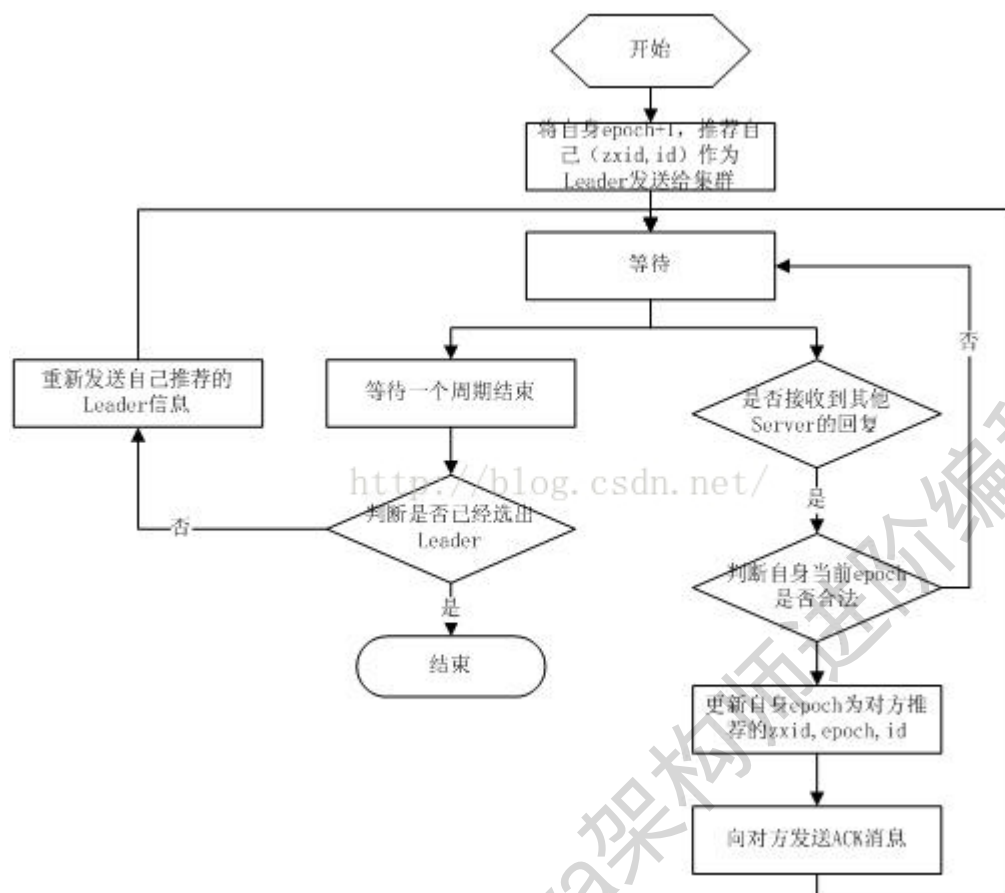 开始
将自身epoch+1，推荐自
己（zxid,id）作为
Leader发送给集群
等待
否
重新发送自己推荐的
Leader信息
等待一个周期结束
是否接收到其他
Server的回复
http://blog.csdn.net/
是
否
判断是否已经选出
Leader
判断自身当前epoch
是否合法
是
结束
更新自身epoch为对方推
荐的zxid,epoch,id
向对方发送ACK消息
架构师进阶编